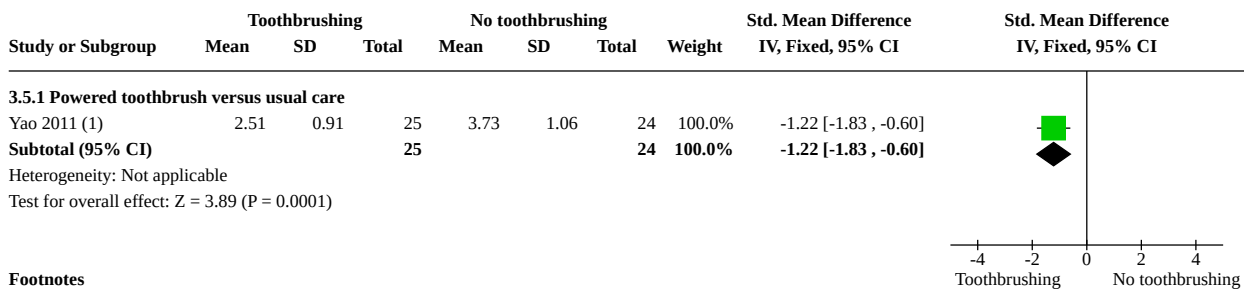 Toothbrushing No toothbrushing Std. Mean Difference Std. Mean Difference
Study or Subgroup Mean SD Total Mean SD Total Weight IV, Fixed, 95% CI IV, Fixed, 95% CI
3.5.1 Powered toothbrush versus usual care
Yao 2011 (1) 2.51 0.91 25 3.73 1.06 24 100.0% -1.22 [-1.83 , -0.60]
Subtotal (95% CI) 25 24 100.0% -1.22 [-1.83 , -0.60]
Heterogeneity: Not applicable
Test for overall effect: Z = 3.89 (P = 0.0001)
-4 -2 0 2 4
Footnotes Toothbrushing No toothbrushing